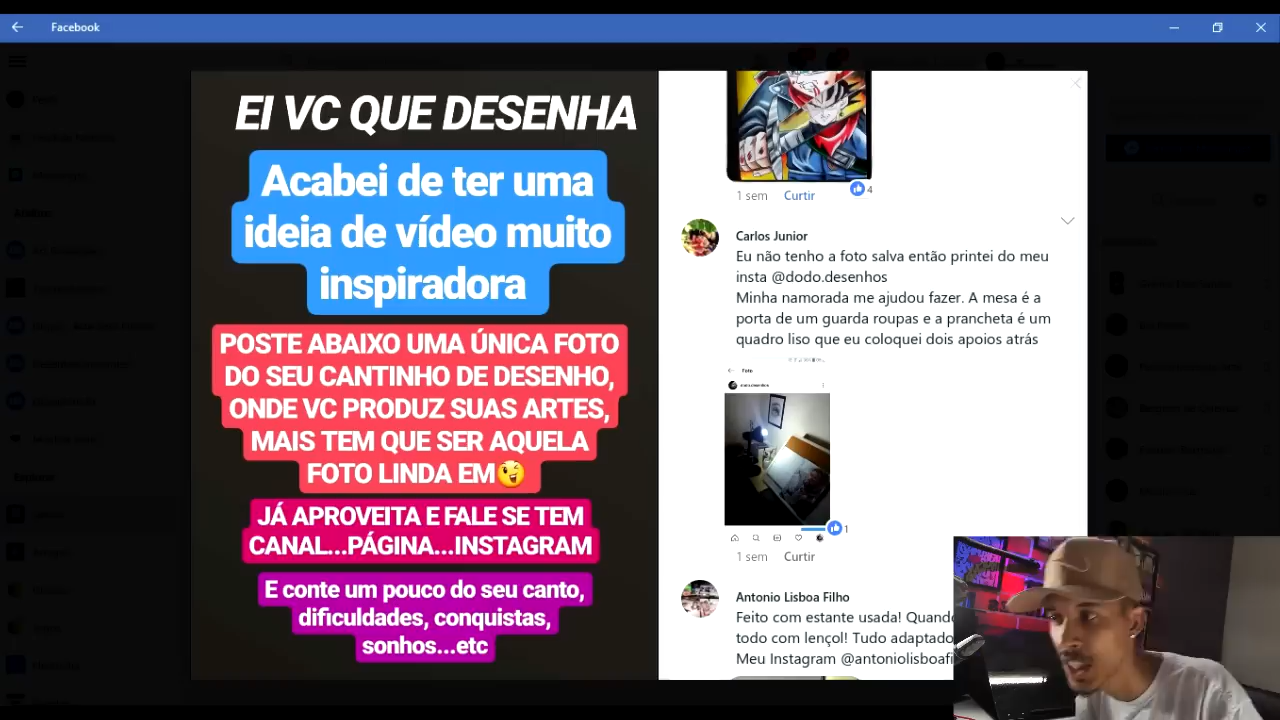 Facebook
EI VC QUE DESENHA
Acabei de ter uma
ideia de vídeo muito
inspiradora
POSTE ABAIXO UMA ÚNICA FOTO
DO SEU CANTINHO DE DESENHO,
ONDE VC PRODUZ SUAS ARTES,
MAIS TEM QUE SER AQUELA
FOTO LINDA EM😉
JÁ APROVEITA E FALE SE TEM
CANAL...PÁGINA...INSTAGRAM
E conte um pouco do seu canto,
dificuldades, conquistas,
sonhos...etc
1 sem Curtir 4
Carlos Junior
Eu não tenho a foto salva então printei do meu
insta @dodo.desenhos
Minha namorada me ajudou fazer. A mesa é a
porta de um guarda roupas e a prancheta é um
quadro liso que eu coloquei dois apoios atrás
Foto
1
1 sem Curtir
Antonio Lisboa Filho
Feito com estante usada! Quand
todo com lençol! Tudo adaptado
Meu Instagram @antoniolisboafi